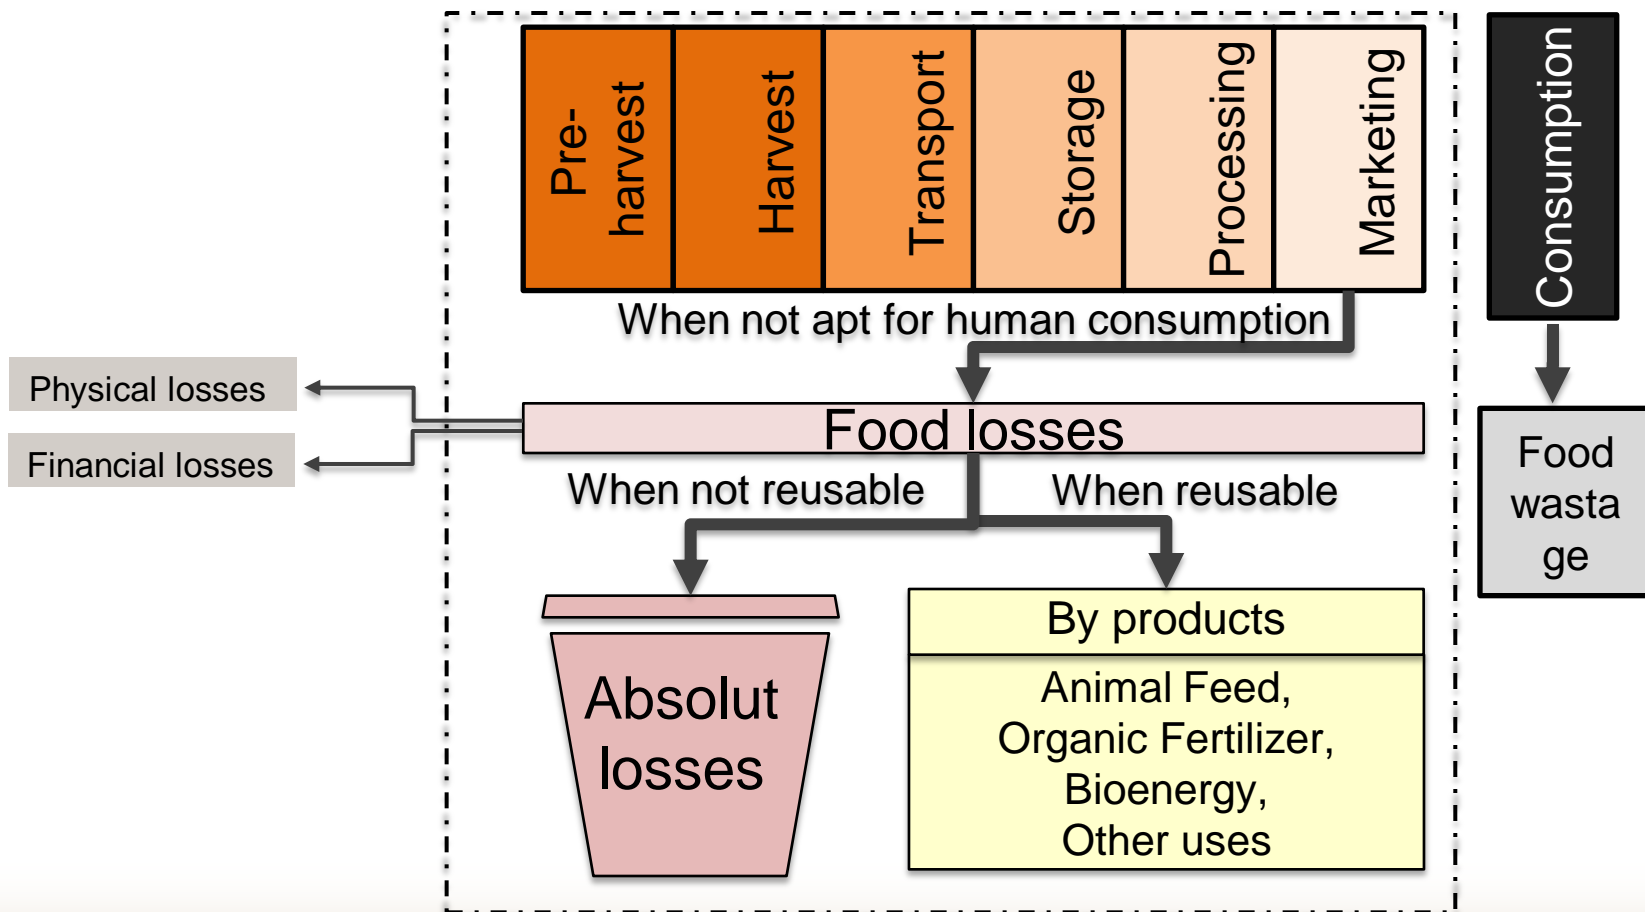 Pre-
harvest
Harvest
Transport
Storage
Processing
Marketing
Consumption
When not apt for human consumption
Physical losses
Financial losses
Food losses
Food
wasta
ge
When not reusable
When reusable
Absolut
losses
By products
Animal Feed,
Organic Fertilizer,
Bioenergy,
Other uses